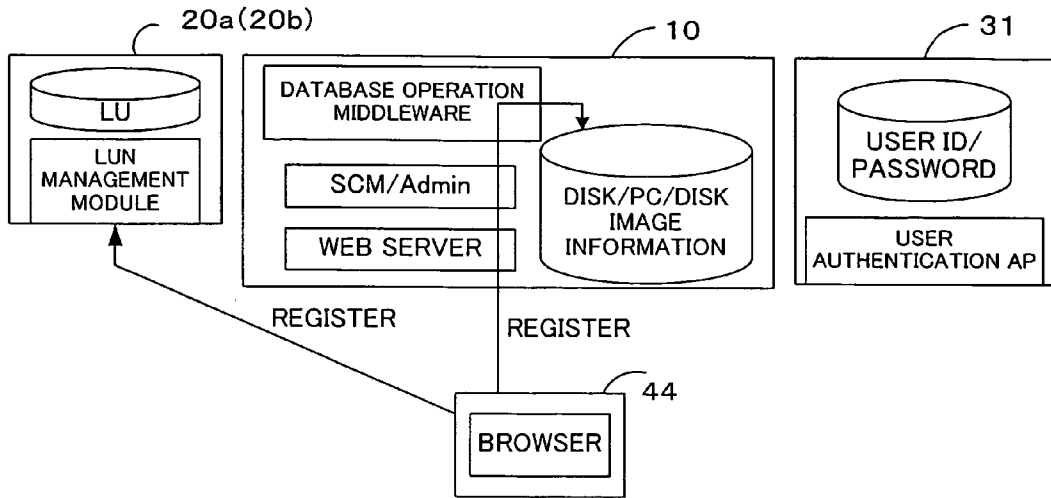 20a(20b)
10
31
LU
LUN
MANAGEMENT
MODULE
DATABASE OPERATION
MIDDLEWARE
SCM/Admin
WEB SERVER
DISK/PC/DISK
IMAGE
INFORMATION
USER ID/
PASSWORD
USER
AUTHENTICATION AP
REGISTER
REGISTER
44
BROWSER